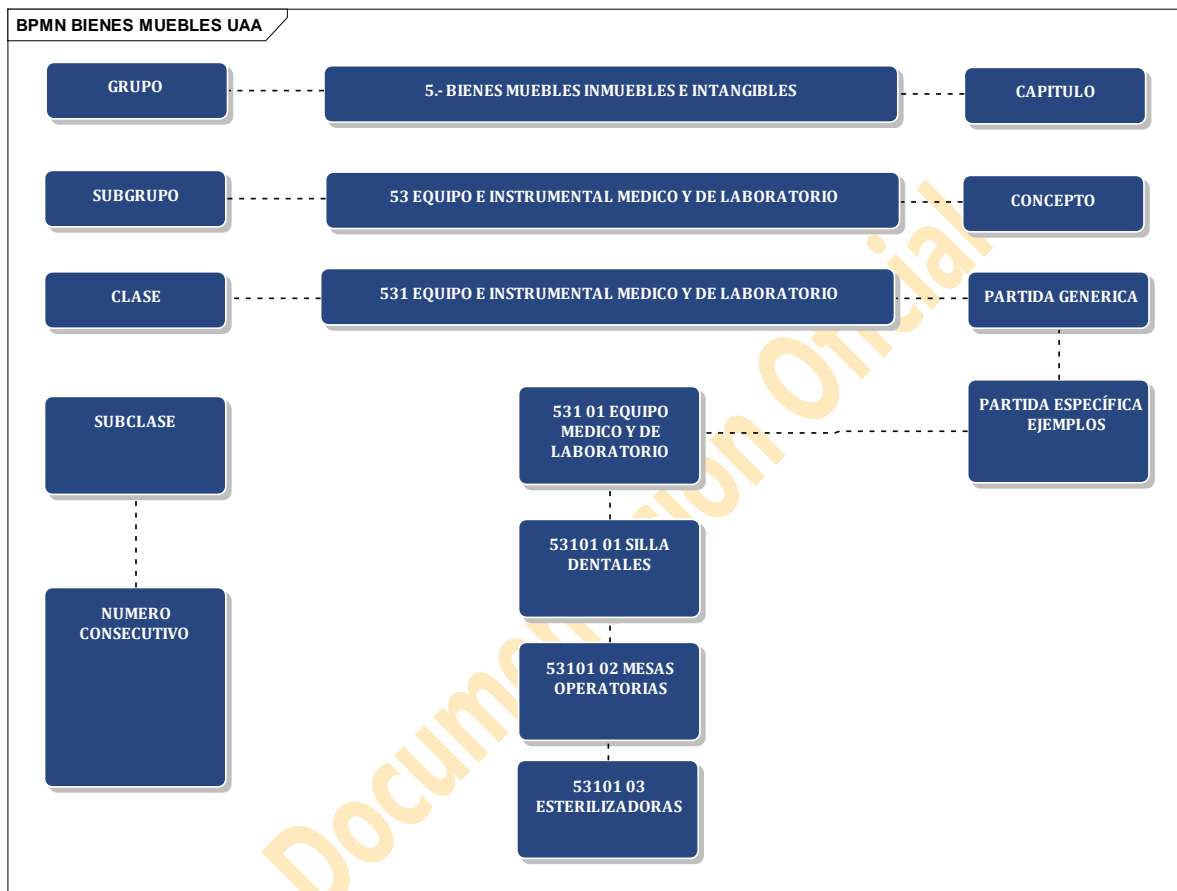 BPMN BIENES MUEBLES UAA
GRUPO
5.- BIENES MUEBLES INMUEBLES E INTANGIBLES
CAPITULO
SUBGRUPO
53 EQUIPO E INSTRUMENTAL MEDICO Y DE LABORATORIO
CONCEPTO
CLASE
531 EQUIPO E INSTRUMENTAL MEDICO Y DE LABORATORIO
PARTIDA GENERICA
SUBCLASE
531 01 EQUIPO
MEDICO Y DE
LABORATORIO
PARTIDA ESPECÍFICA
EJEMPLOS
53101 01 SILLA
DENTALES
NUMERO
CONSECUTIVO
53101 02 MESAS
OPERATORIAS
53101 03
ESTERILIZADORAS